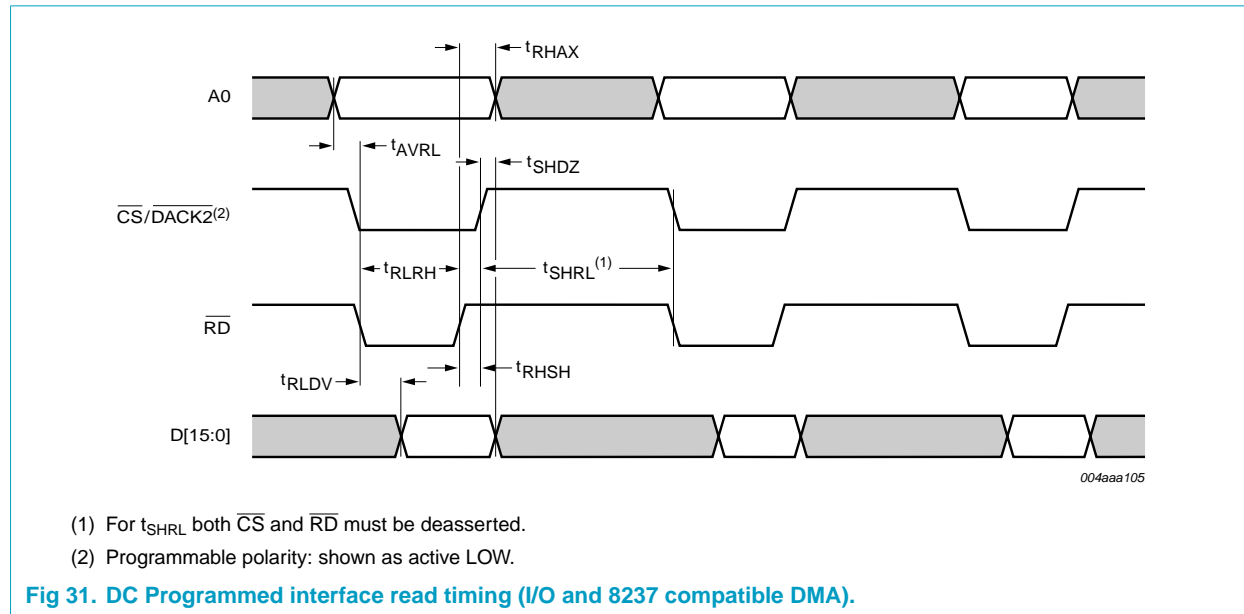 tRHAX
A0
tAVRL
tSHDZ
CS/DACK2(2)
tRLRH
tSHRL(1)
RD
tRHSH
tRLDV
D[15:0]
004aaa105
(1) For tSHRL both CS and RD must be deasserted.
(2) Programmable polarity: shown as active LOW.
Fig 31. DC Programmed interface read timing (I/O and 8237 compatible DMA).